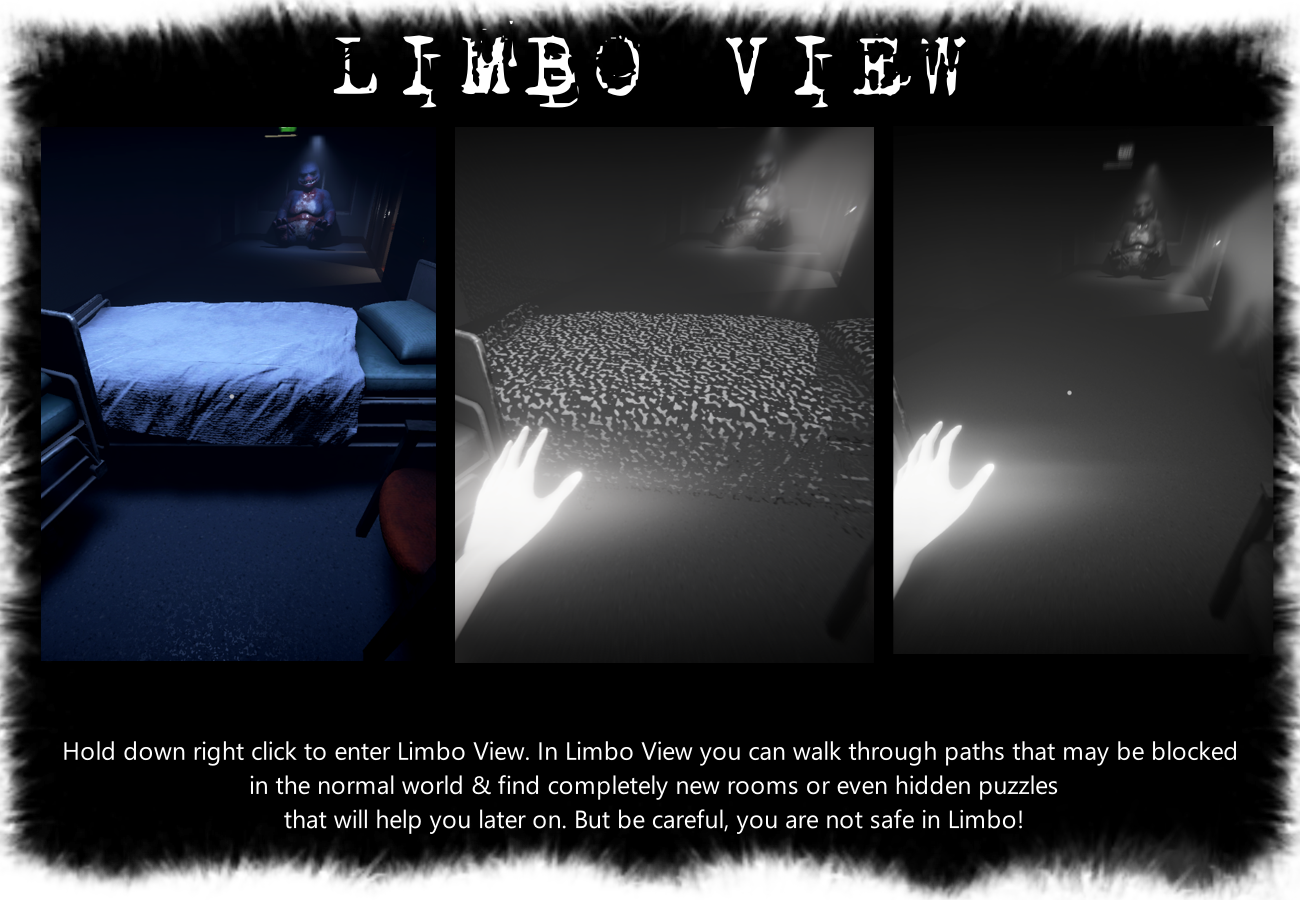 LIMBO VIEW
Hold down right click to enter Limbo View. In Limbo View you can walk through paths that may be blocked
in the normal world & find completely new rooms or even hidden puzzles
that will help you later on. But be careful, you are not safe in Limbo!